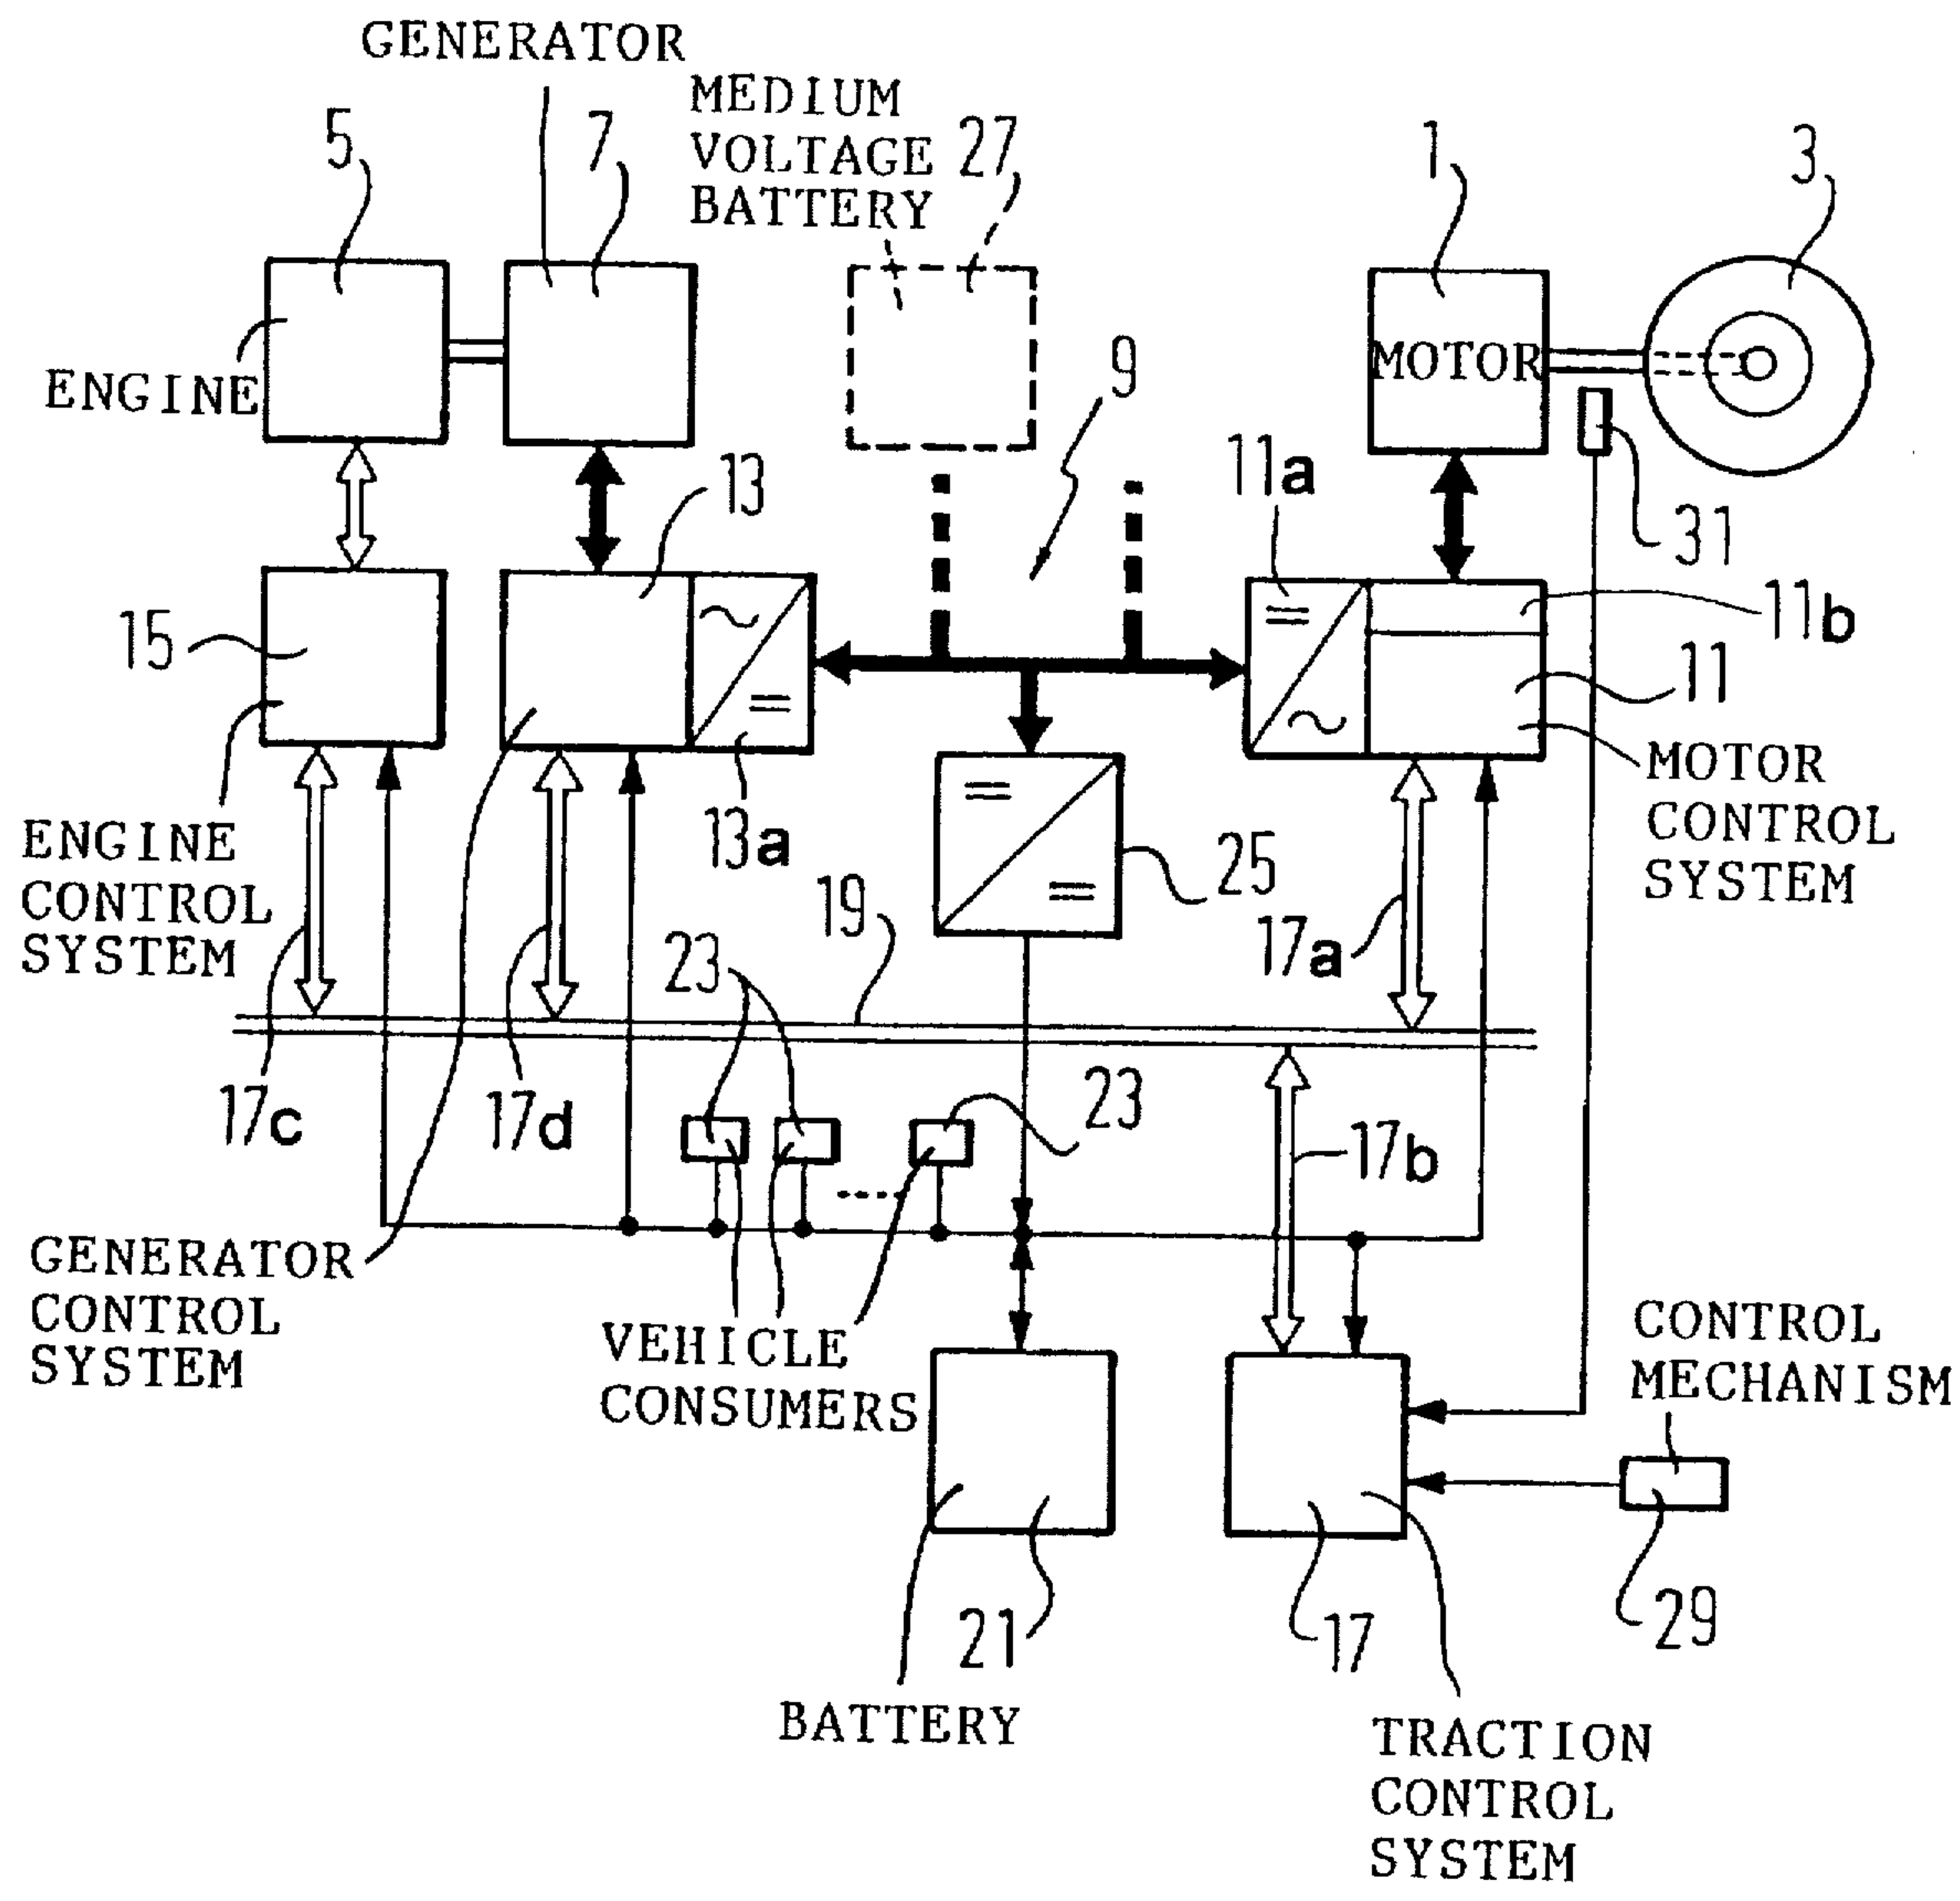 GENERATOR
MEDIUM
VOLTAGE
BATTERY
27
5
7
1
3
ENGINE
MOTOR
9
13
11a
31
15
11b
11
MOTOR
CONTROL
SYSTEM
13a
25
ENGINE
CONTROL
SYSTEM
19
23
17a
17c
17d
23
17b
GENERATOR
CONTROL
SYSTEM
VEHICLE
CONSUMERS
CONTROL
MECHANISM
21
17
29
BATTERY
TRACTION
CONTROL
SYSTEM